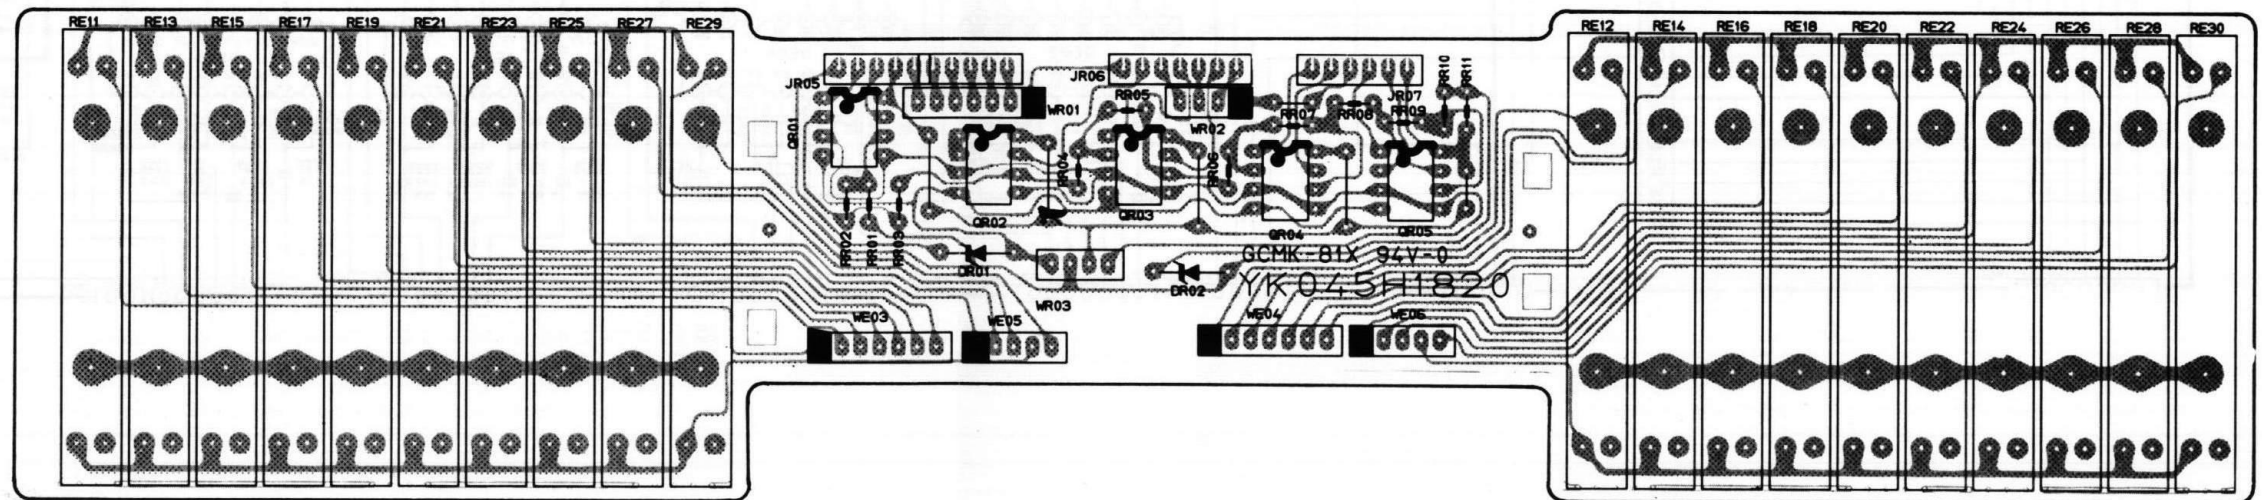 RE11 RE13 RE15 RE17 RE19 RE21 RE23 RE25 RE27 RE29
RE12 RE14 RE16 RE18 RE20 RE22 RE24 RE26 RE28 RE30
JR05 JR06 JR07 RR10 RR11
WR01 RR05 WR02 RR07 RR08 RR09
QR01 RR04 RR06
QR02 QR03 QR04 QR05
RR02 RR01 RR03
DR01 DR02
GCMK-81X 94V-0
YK045H1820
WR03
WE03 WE05 WE04 WE06